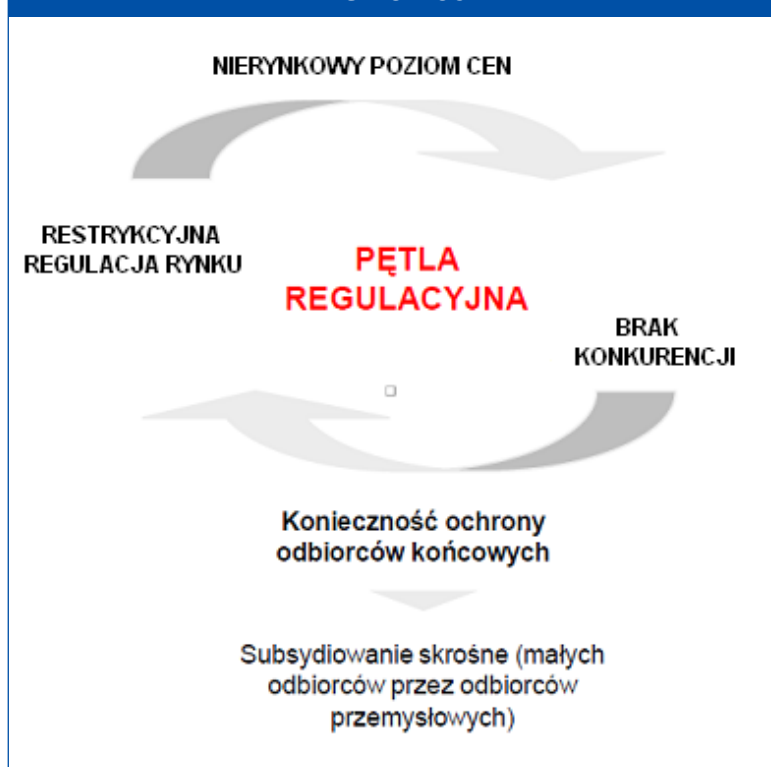 NIERYNKOWY POZIOM CEN
RESTRYKCYJNA
REGULACJA RYNKU
PĘTLA
REGULACYJNA
BRAK
KONKURENCJI
Konieczność ochrony
odbiorców końcowych
Subsydiowanie skrośne (małych
odbiorców przez odbiorców
przemysłowych)